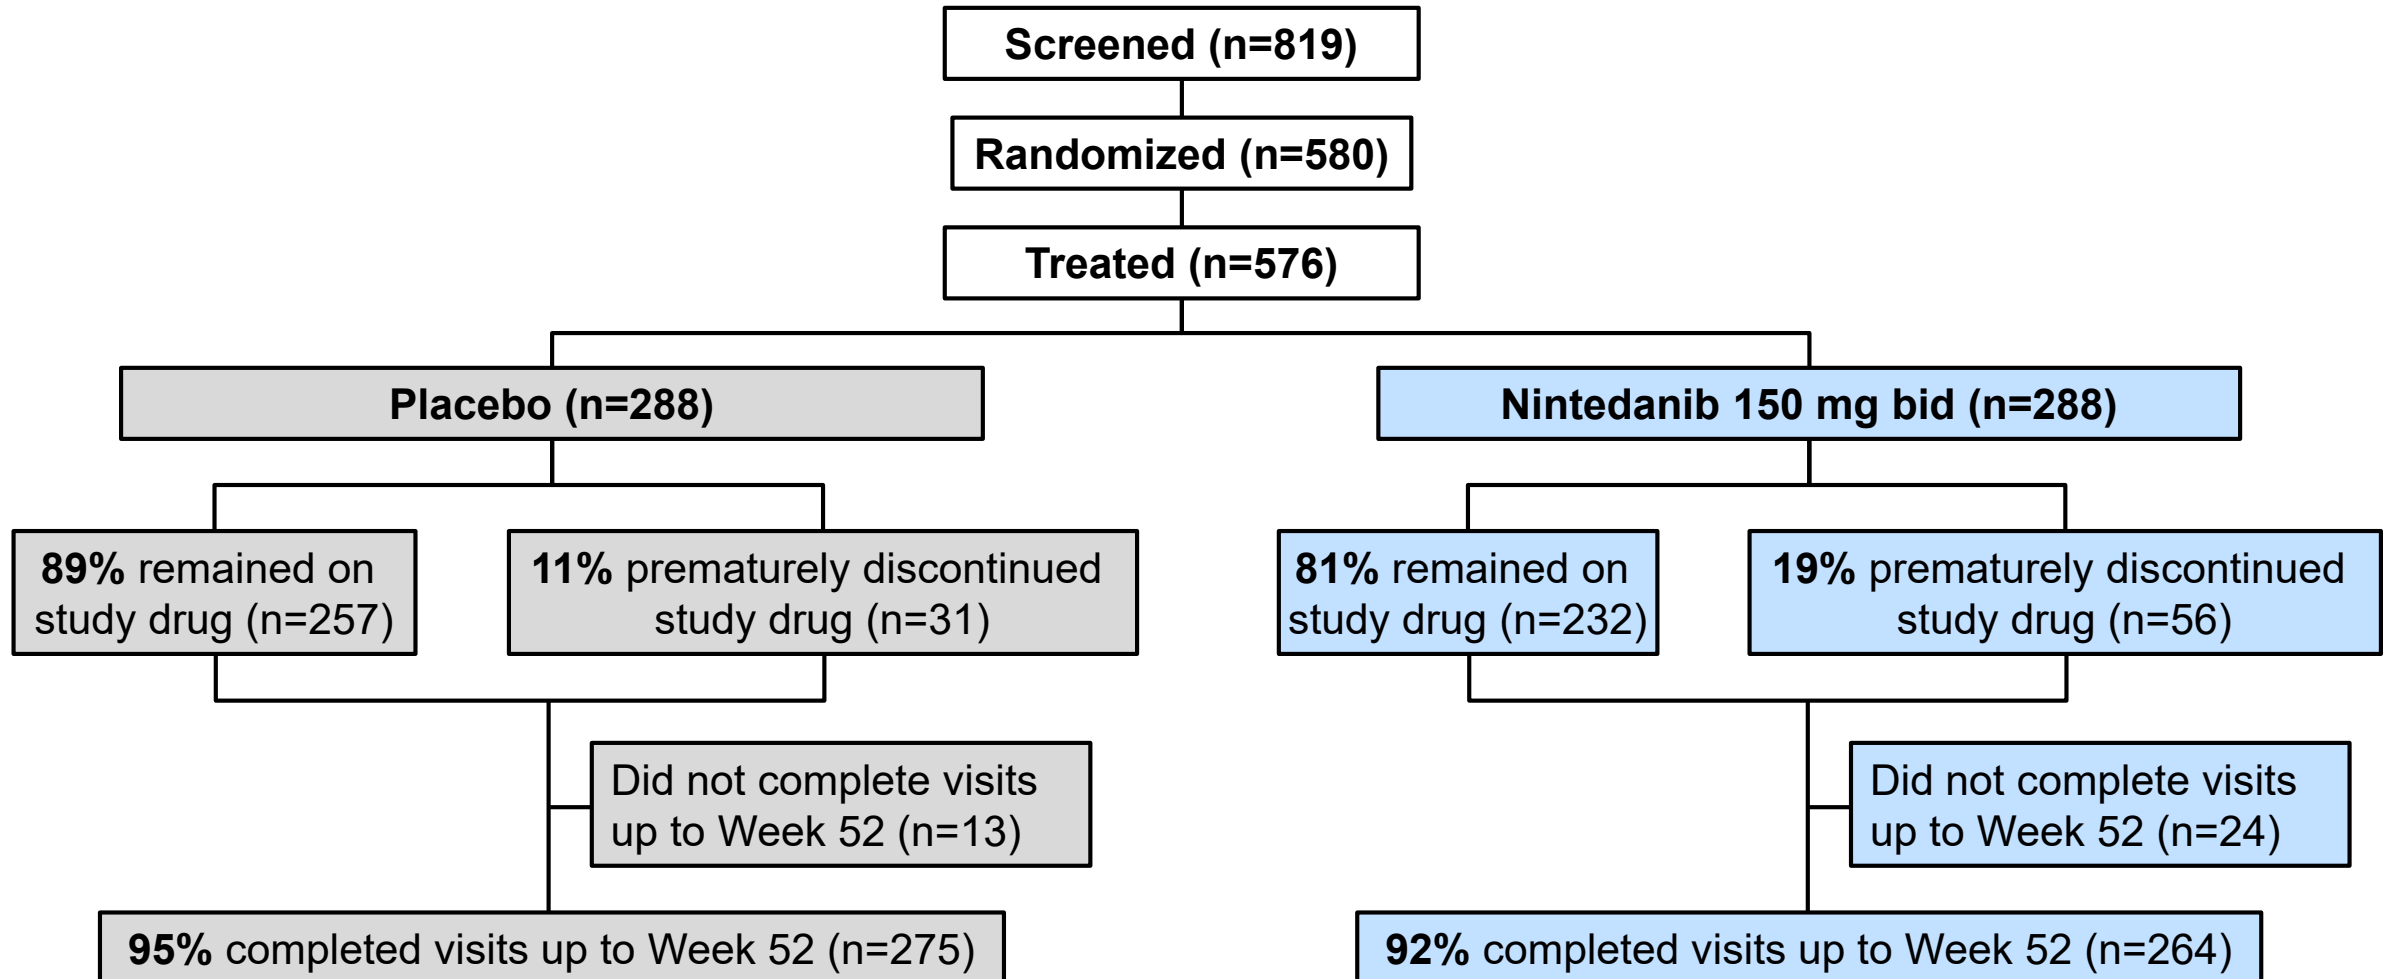 Screened (n=819)
Randomized (n=580)
Treated (n=576)
Placebo (n=288)
Nintedanib 150 mg bid (n=288)
89% remained on
study drug (n=257)
11% prematurely discontinued
study drug (n=31)
81% remained on
study drug (n=232)
19% prematurely discontinued
study drug (n=56)
Did not complete visits
up to Week 52 (n=13)
Did not complete visits
up to Week 52 (n=24)
95% completed visits up to Week 52 (n=275)
92% completed visits up to Week 52 (n=264)